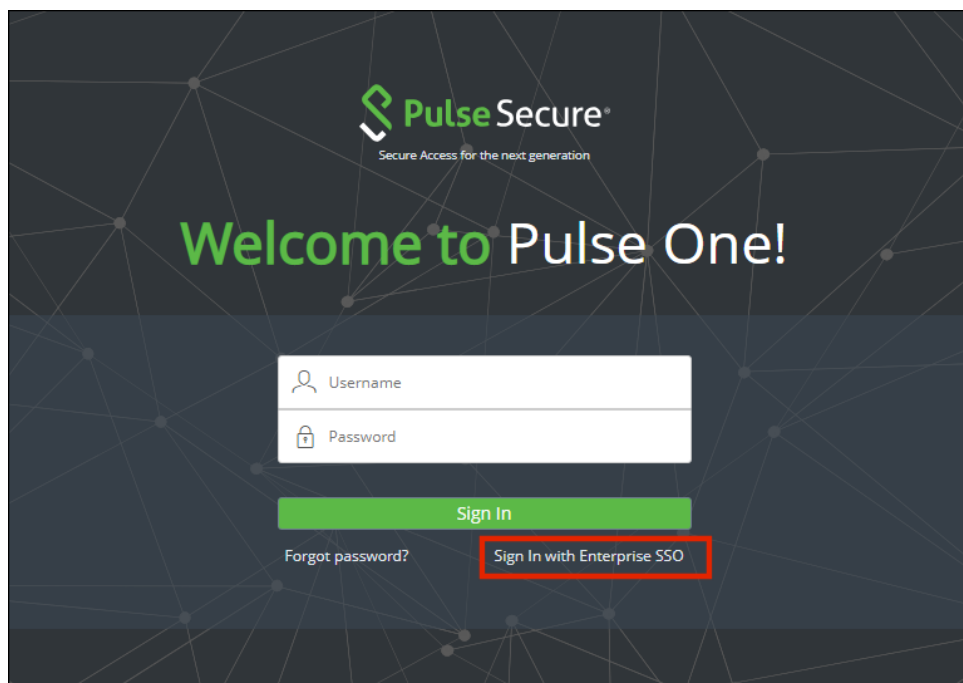 Pulse Secure®
Secure Access for the next generation
Welcome to Pulse One!
Username
Password
Sign In
Forgot password? Sign In with Enterprise SSO